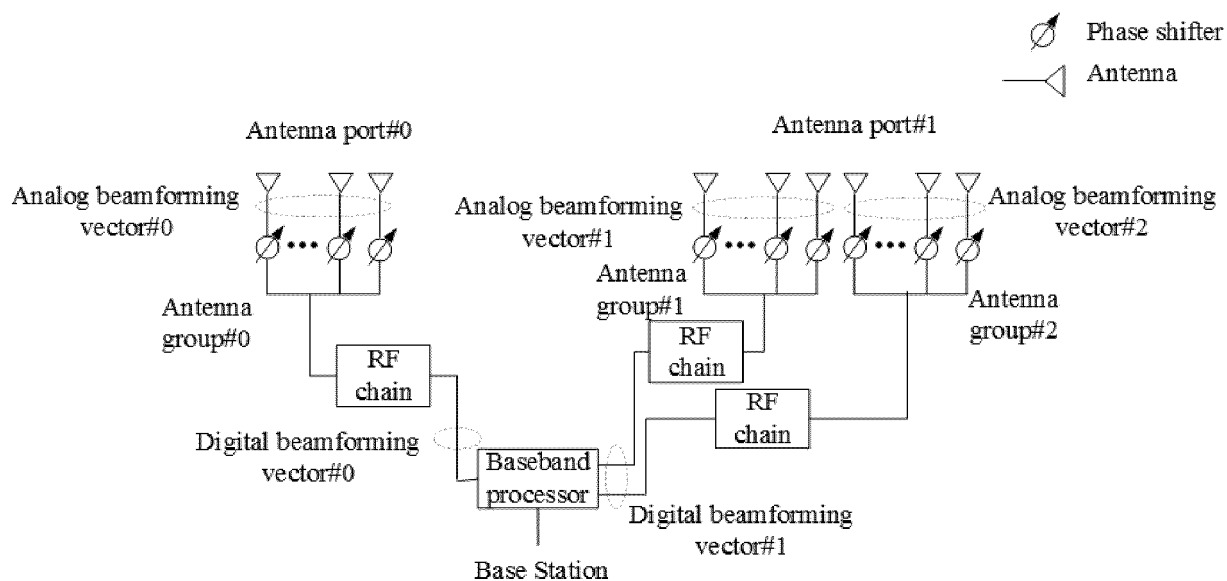 Phase shifter
Antenna
Antenna port#0
Antenna port#1
Analog beamforming
vector#0
Analog beamforming
vector#1
Analog beamforming
vector#2
Antenna
group#0
Antenna
group#1
Antenna
group#2
RF
chain
RF
chain
RF
chain
Digital beamforming
vector#0
Baseband
processor
Digital beamforming
vector#1
Base Station